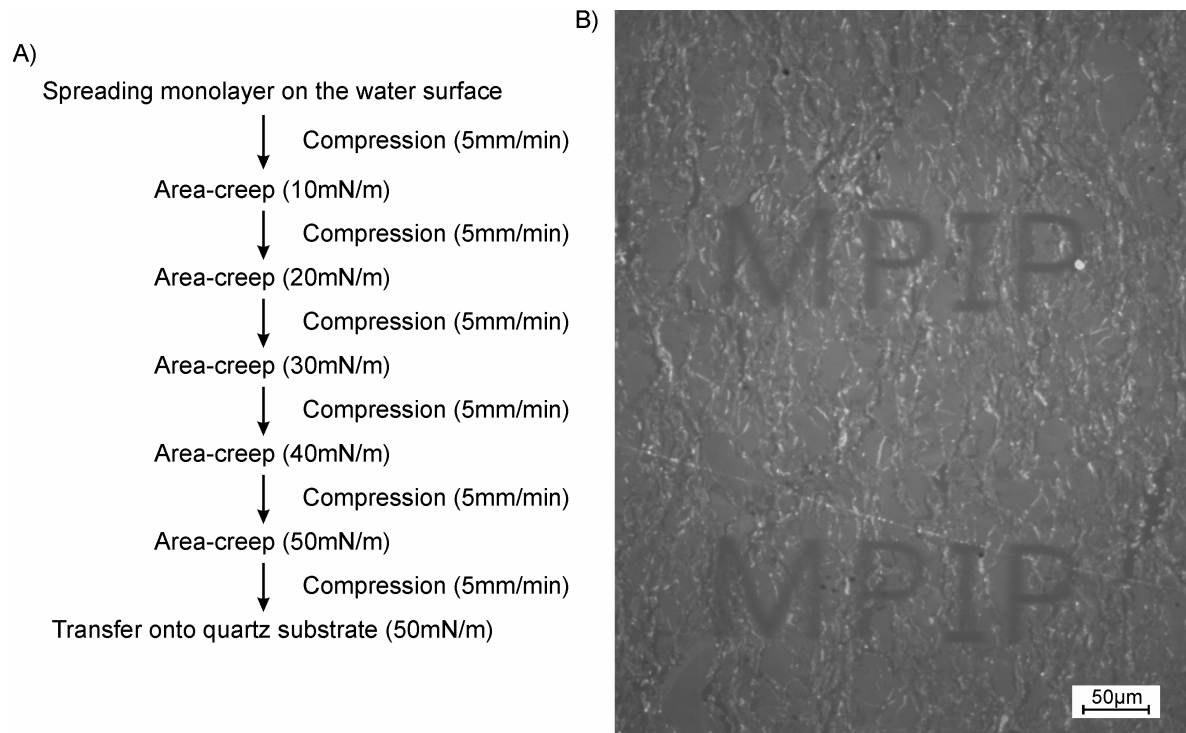 A)
Spreading monolayer on the water surface
Compression (5mm/min)
Area-creep (10mN/m)
Compression (5mm/min)
Area-creep (20mN/m)
Compression (5mm/min)
Area-creep (30mN/m)
Compression (5mm/min)
Area-creep (40mN/m)
Compression (5mm/min)
Area-creep (50mN/m)
Compression (5mm/min)
Transfer onto quartz substrate (50mN/m)
B)
MPIP
MPIP
50µm